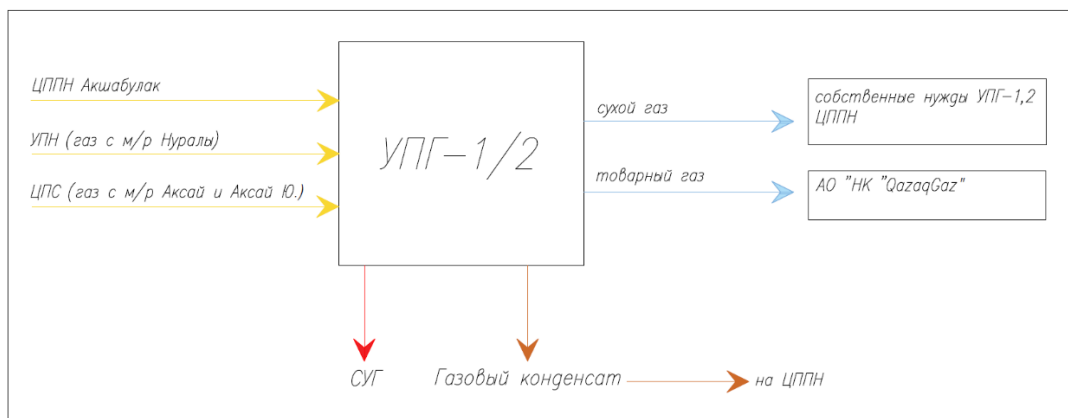 ЦППН Акшабулак
УПН (газ с м/р Нуралы)
ЦПС (газ с м/р Аксай и Аксай Ю.)
УПГ-1/2
сухой газ
товарный газ
собственные нужды УПГ-1,2
ЦППН
АО "НК "QazaqGaz"
СУГ
Газовый конденсат
на ЦППН